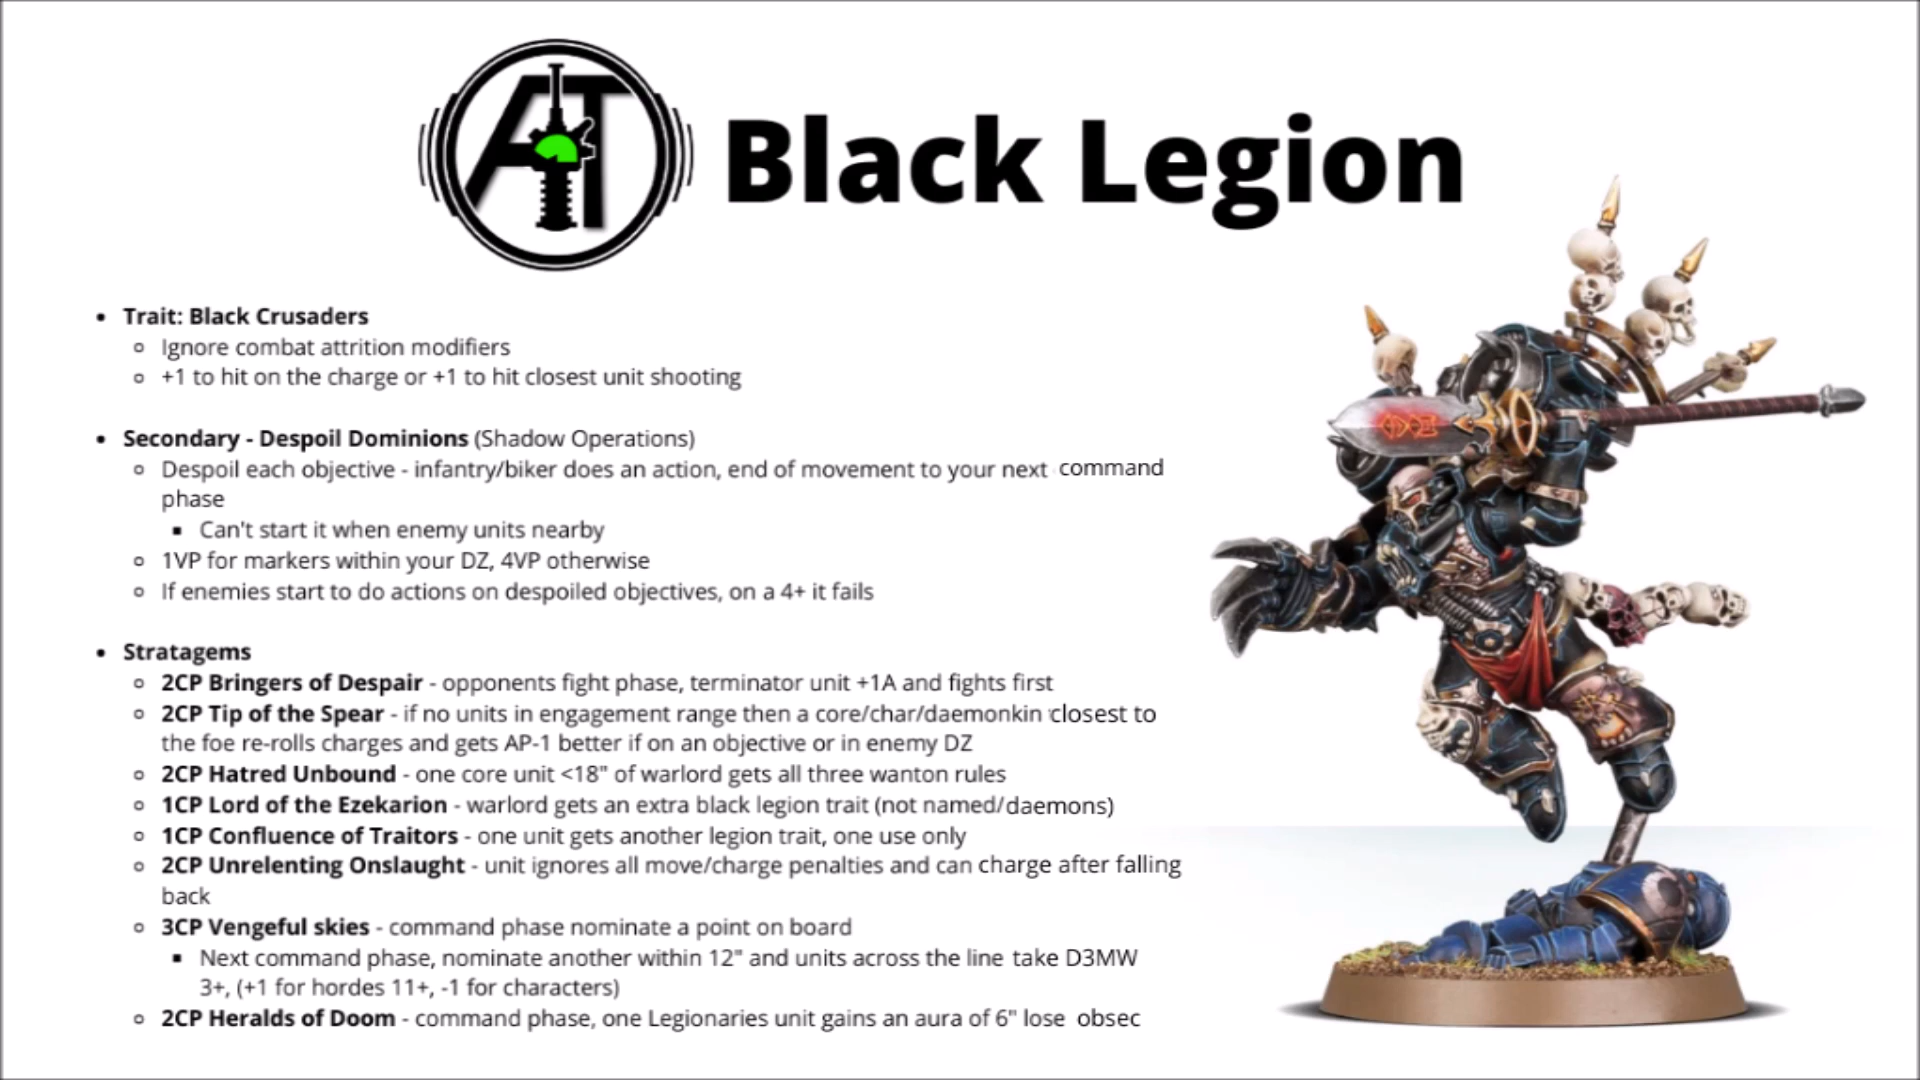 AT
Black Legion
• Trait: Black Crusaders
◦ Ignore combat attrition modifiers
◦ +1 to hit on the charge or +1 to hit closest unit shooting
• Secondary - Despoil Dominions (Shadow Operations)
◦ Despoil each objective - infantry/biker does an action, end of movement to your next command
phase
▪ Can't start it when enemy units nearby
◦ 1VP for markers within your DZ, 4VP otherwise
◦ If enemies start to do actions on despoiled objectives, on a 4+ it fails
• Stratagems
◦ 2CP Bringers of Despair - opponents fight phase, terminator unit +1A and fights first
◦ 2CP Tip of the Spear - if no units in engagement range then a core/char/daemonkin closest to
the foe re-rolls charges and gets AP-1 better if on an objective or in enemy DZ
◦ 2CP Hatred Unbound - one core unit <18" of warlord gets all three wanton rules
◦ 1CP Lord of the Ezekarion - warlord gets an extra black legion trait (not named/daemons)
◦ 1CP Confluence of Traitors - one unit gets another legion trait, one use only
◦ 2CP Unrelenting Onslaught - unit ignores all move/charge penalties and can charge after falling
back
◦ 3CP Vengeful skies - command phase nominate a point on board
▪ Next command phase, nominate another within 12" and units across the line take D3MW
3+, (+1 for hordes 11+, -1 for characters)
◦ 2CP Heralds of Doom - command phase, one Legionaries unit gains an aura of 6" lose obsec